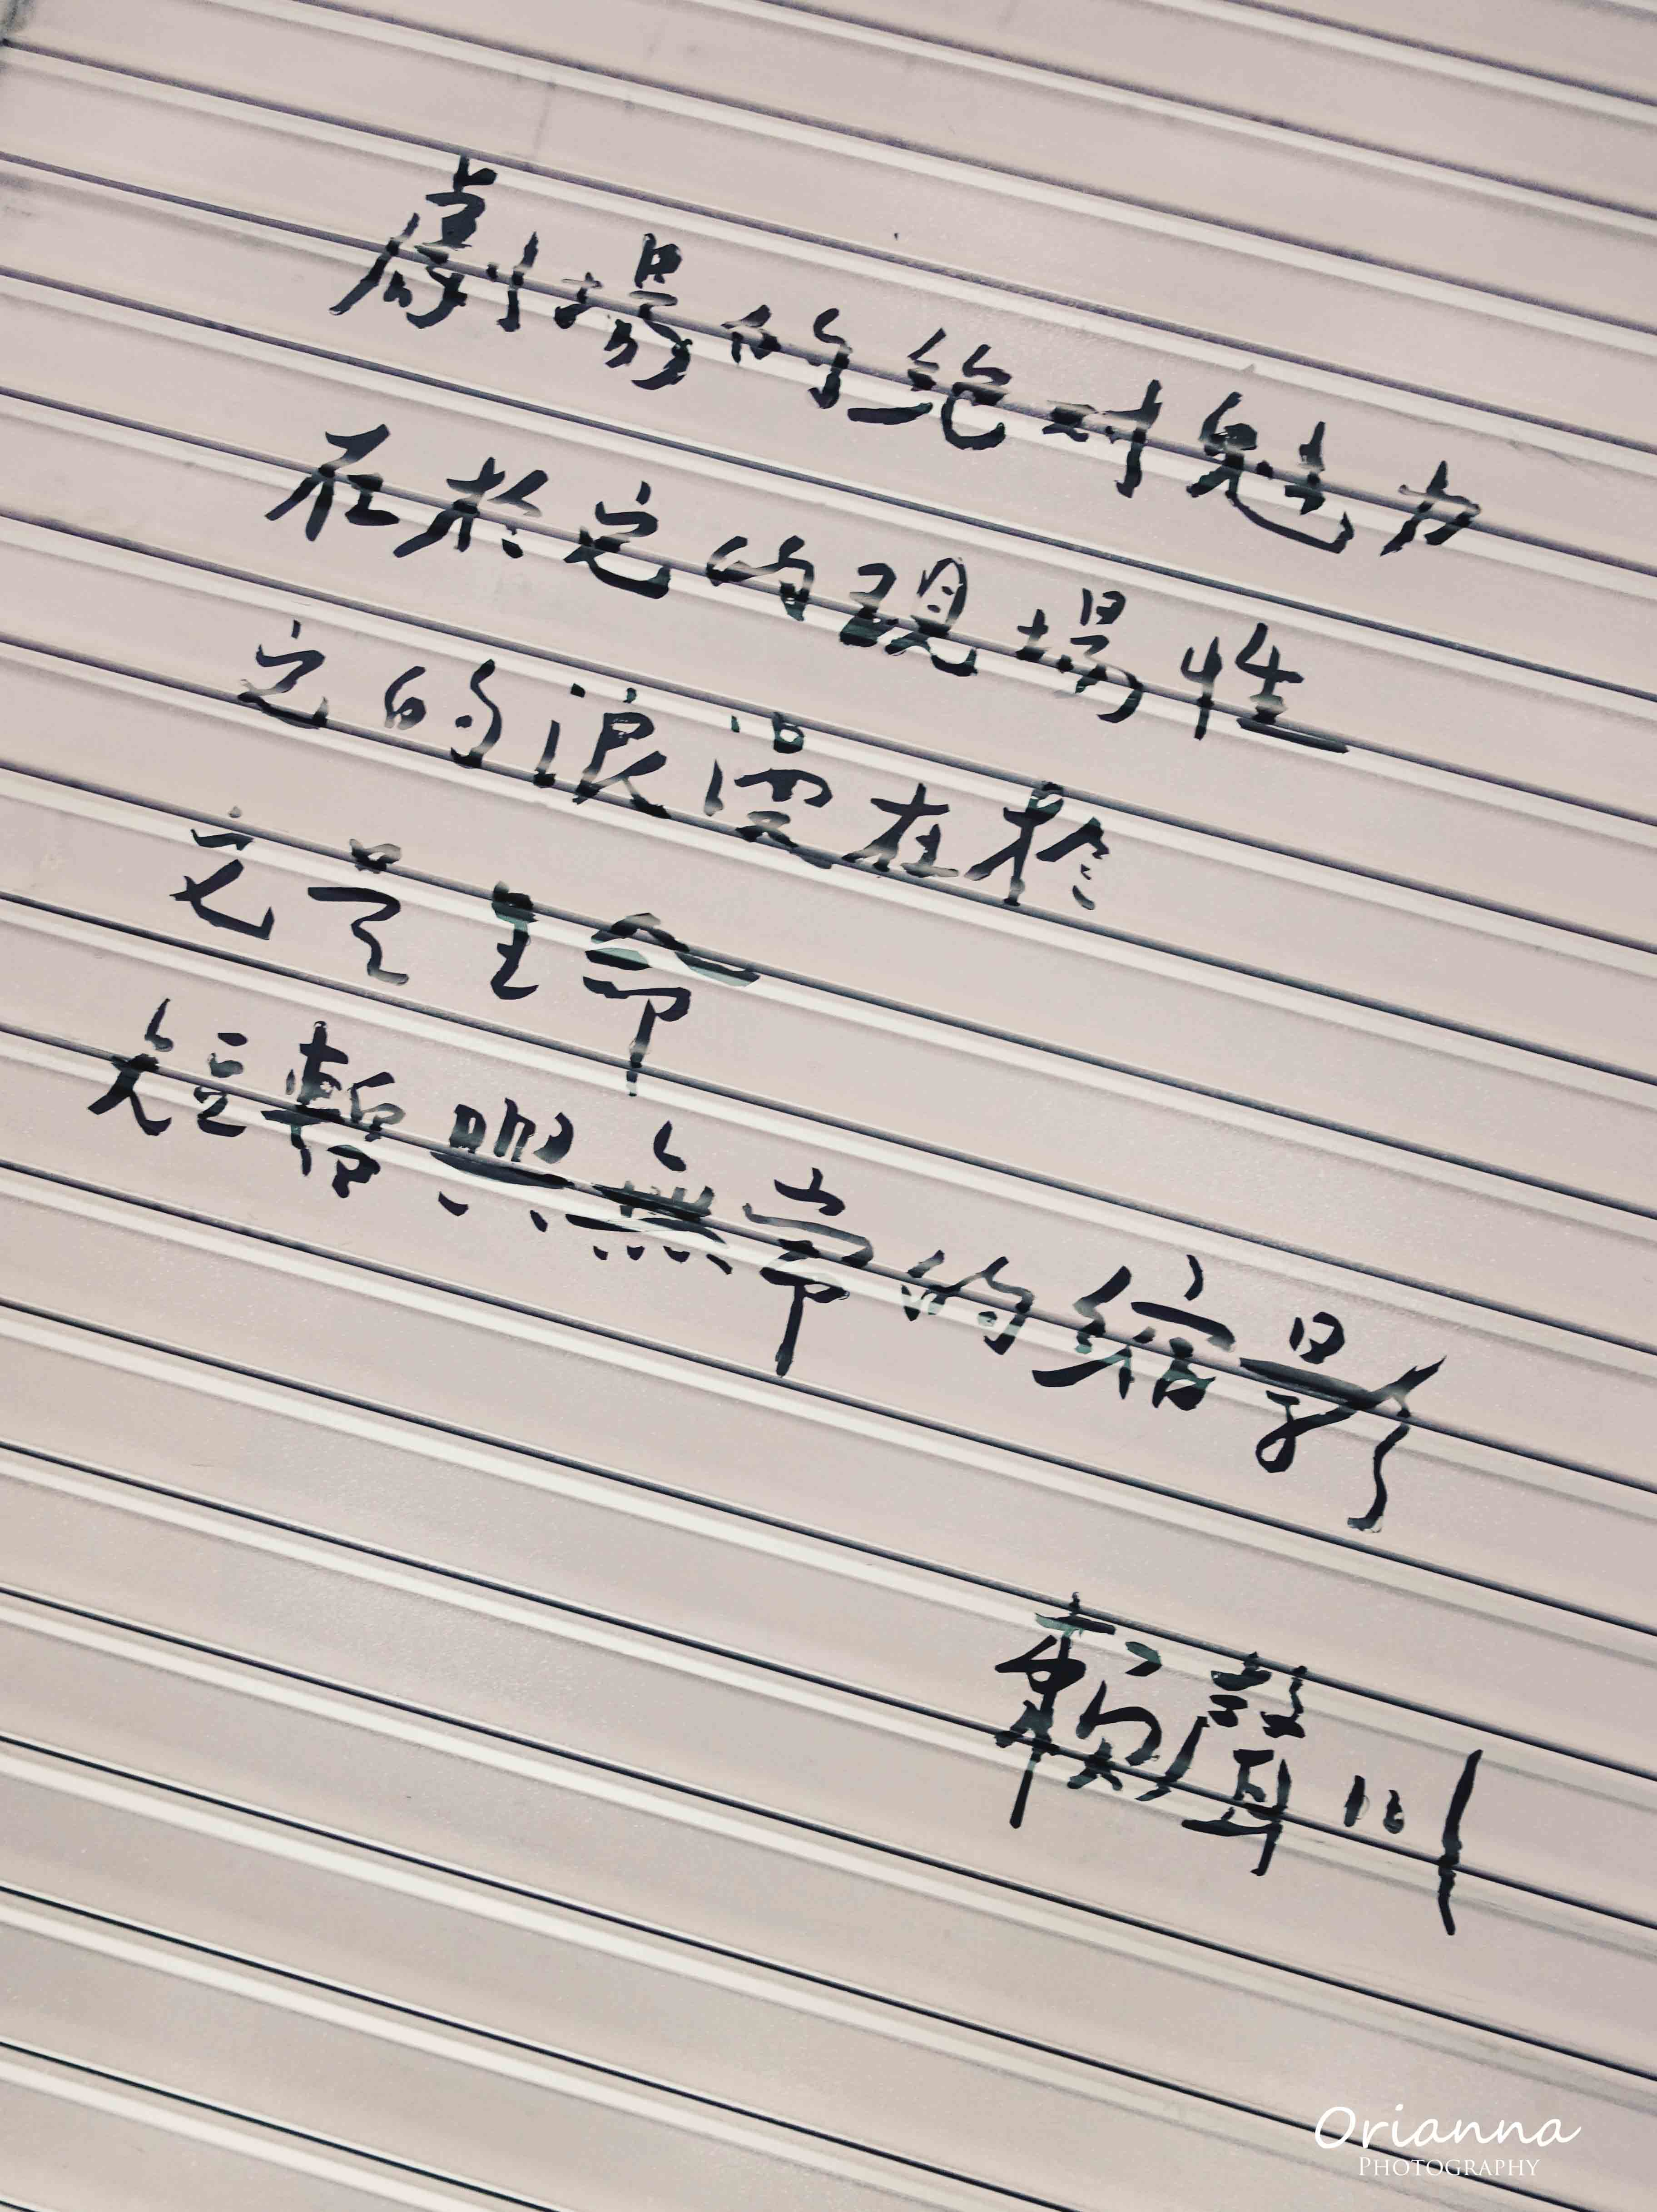 劇場的絕对魅力
在於它的現場性
它的浪漫在於
它是生命
短暫與無常的縮影
賴聲川
Orianna
PHOTOGRAPHY